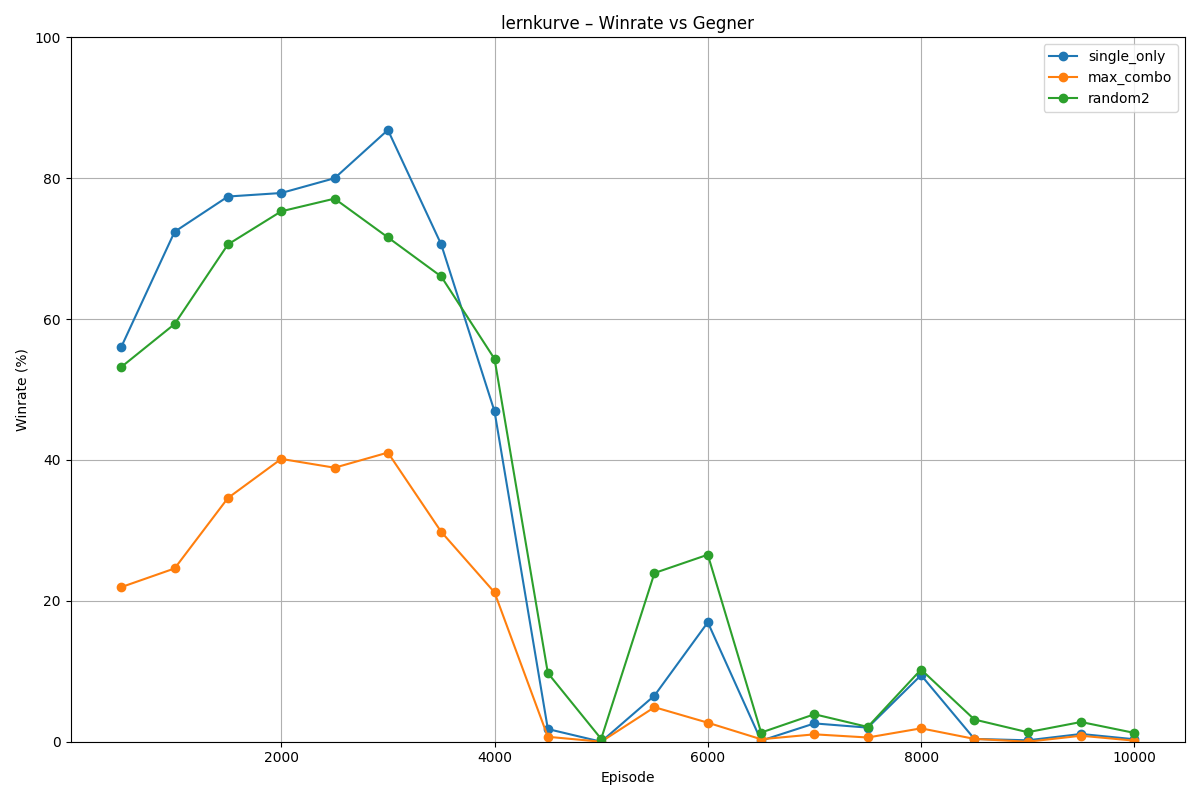 lernkurve – Winrate vs Gegner
single_only
max_combo
random2
Winrate (%)
100
80
60
40
20
0
2000
4000
6000
8000
10000
Episode